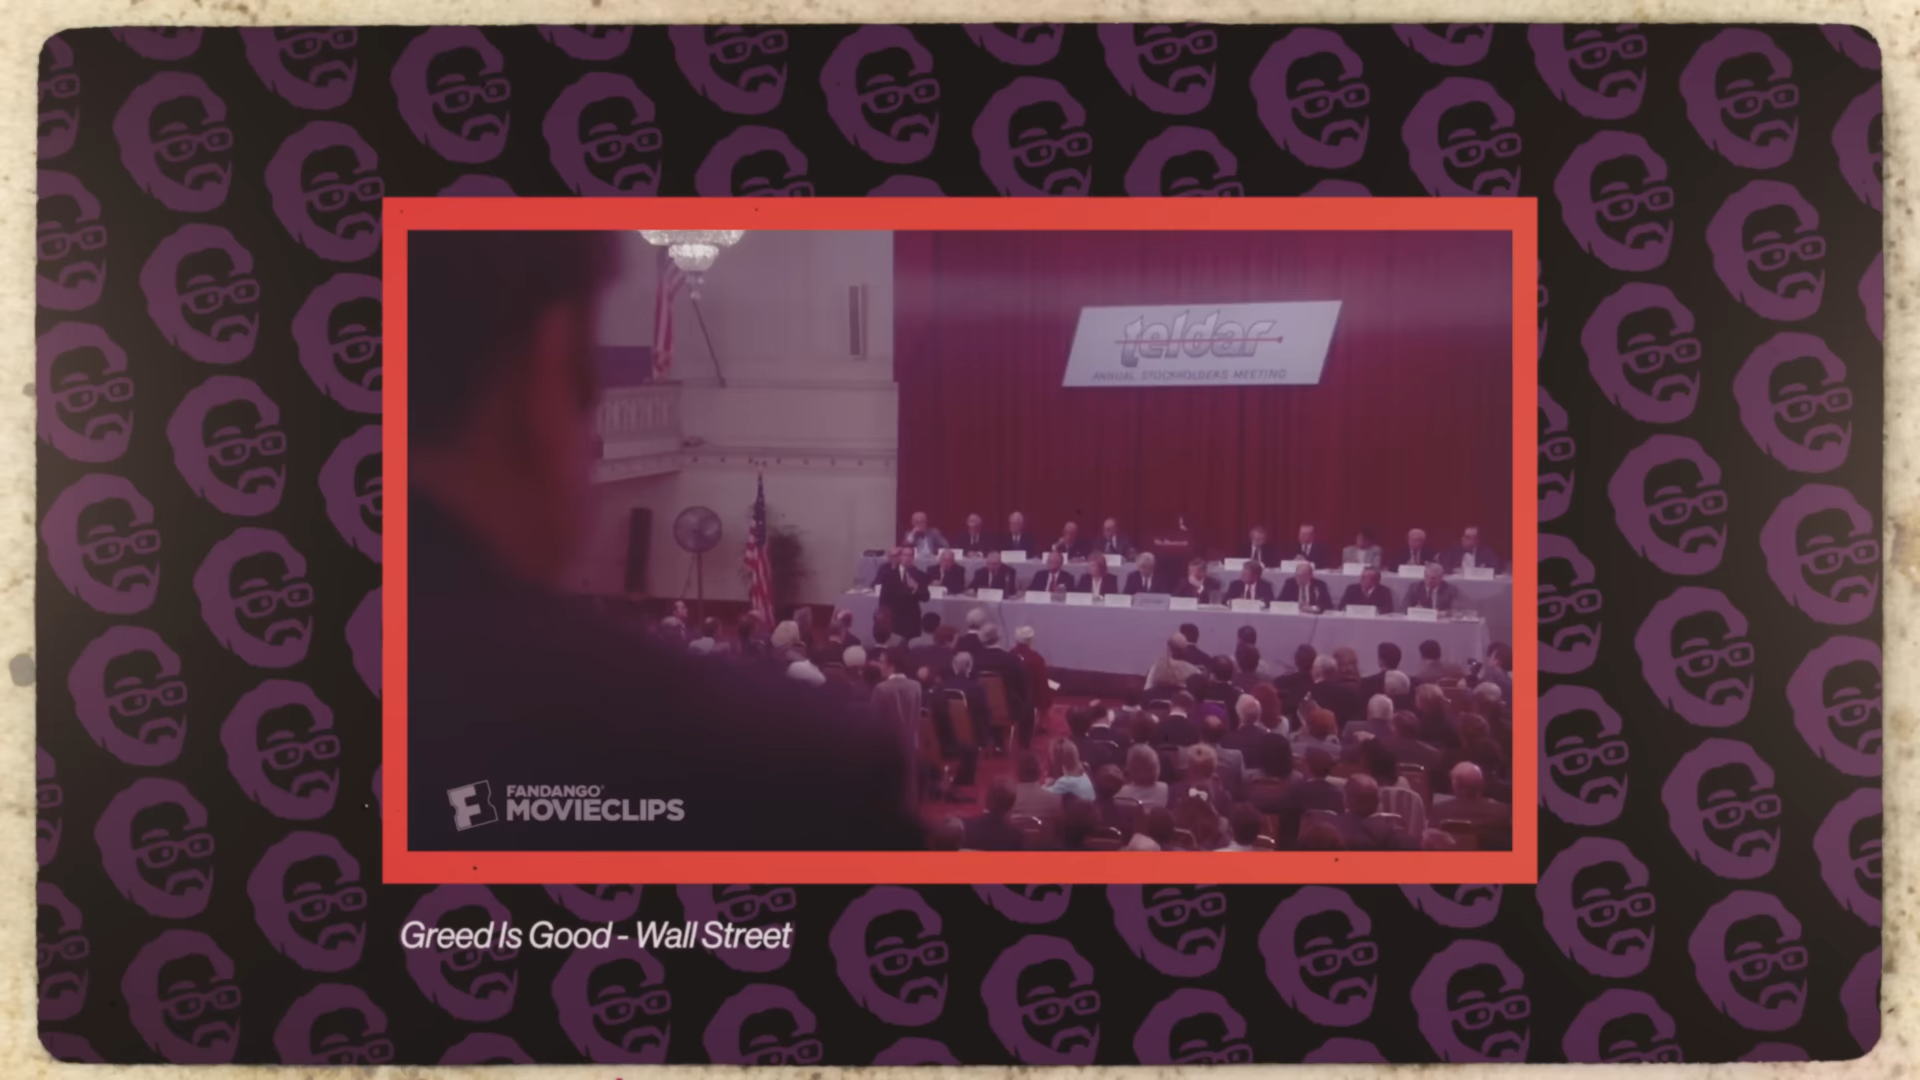 teldar
ANNUAL STOCKHOLDERS MEETING
FANDANGO
MOVIECLIPS
Greed Is Good - Wall Street